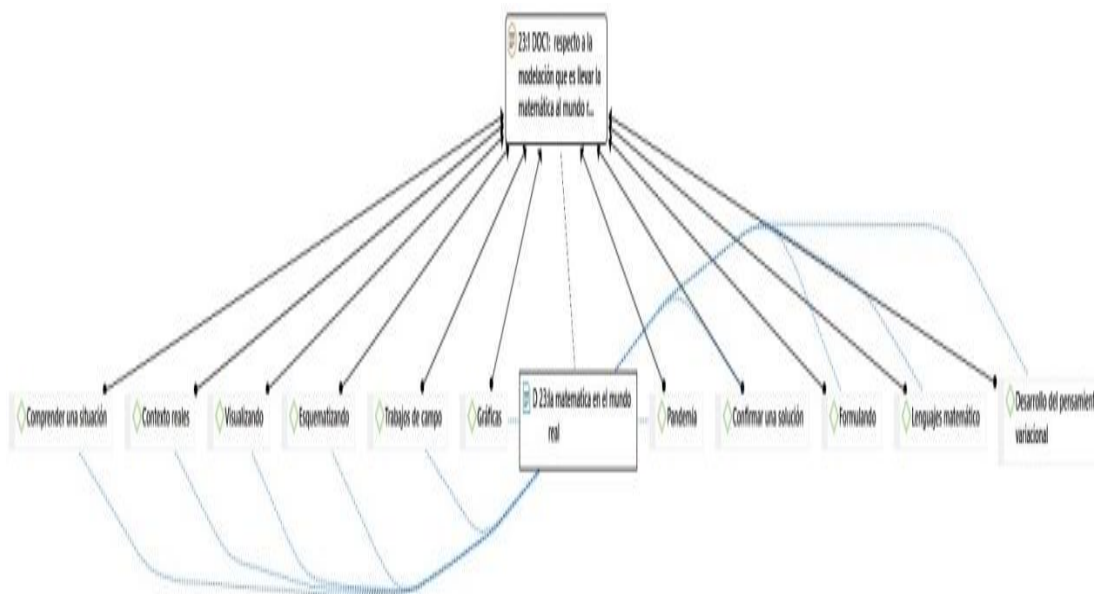 23:1 DOC1: respecto a la
modelación que es llevar la
matemática al mundo r...
Comprender una situación
Contexto reales
Visualizando
Esquematizando
Trabajos de campo
Gráficas
D 23:la matematica en el mundo
real
Pandemia
Confirmar una solución
Formulando
Lenguajes matemático
Desarrollo del pensamient
variacional